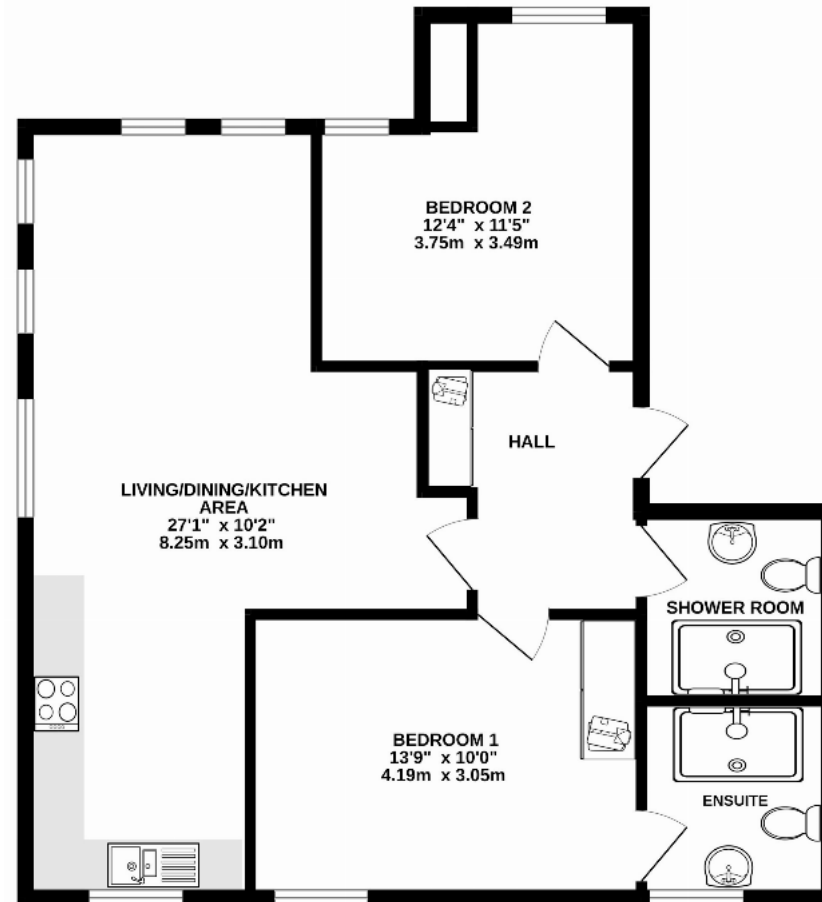 BEDROOM 2
12'4" x 11'5"
3.75m x 3.49m
HALL
LIVING/DINING/KITCHEN
AREA
27'1" x 10'2"
8.25m x 3.10m
SHOWER ROOM
BEDROOM 1
13'9" x 10'0"
4.19m x 3.05m
ENSUITE